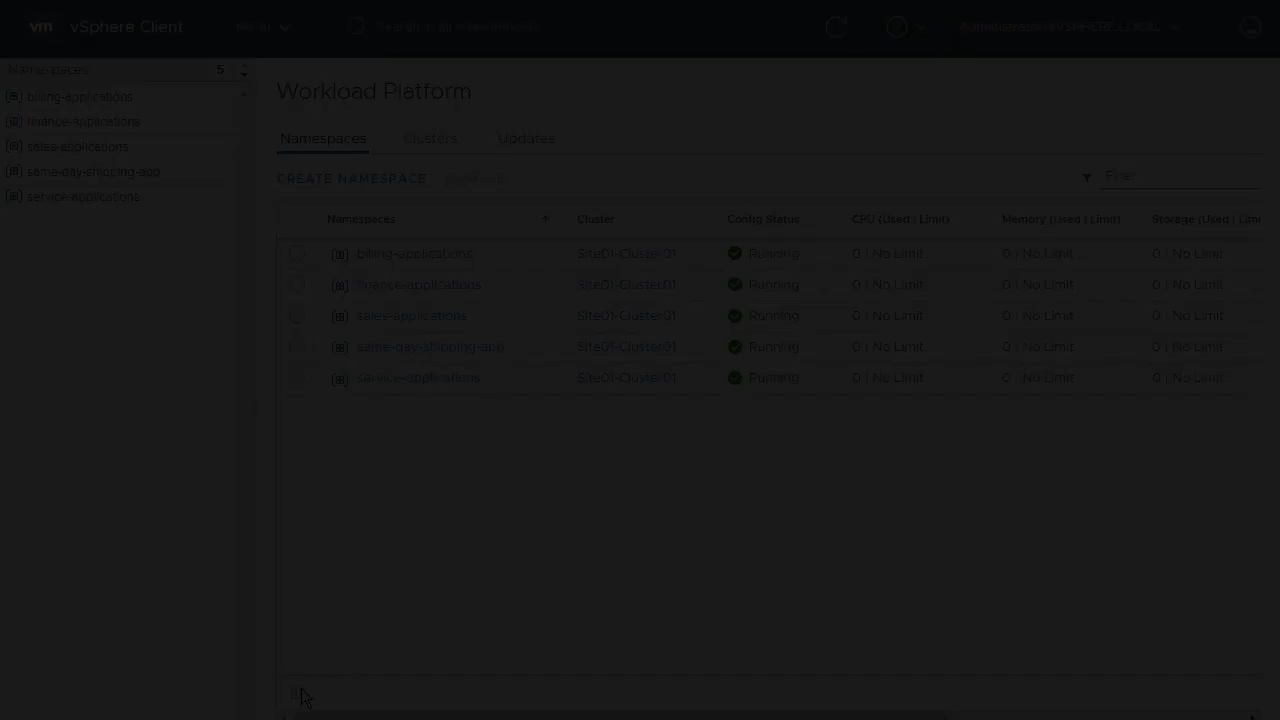 vm vSphere Client Menu Search in all environments Administrator@VSPHERE.LOCAL
Namespaces 5
billing-applications
finance-applications
sales-applications
same-day-shipping-app
service-applications
Workload Platform
Namespaces Clusters Updates
CREATE NAMESPACE
Filter
Namespaces Cluster Config Status CPU (Used | Limit) Memory (Used | Limit) Storage (Used | Limi
billing-applications Site01-Cluster01 Running 0 | No Limit 0 | No Limit 0 | No Limit
finance-applications Site01-Cluster01 Running 0 | No Limit 0 | No Limit 0 | No Limit
sales-applications Site01-Cluster01 Running 0 | No Limit 0 | No Limit 0 | No Limit
same-day-shipping-app Site01-Cluster01 Running 0 | No Limit 0 | No Limit 0 | No Limit
service-applications Site01-Cluster01 Running 0 | No Limit 0 | No Limit 0 | No Limit